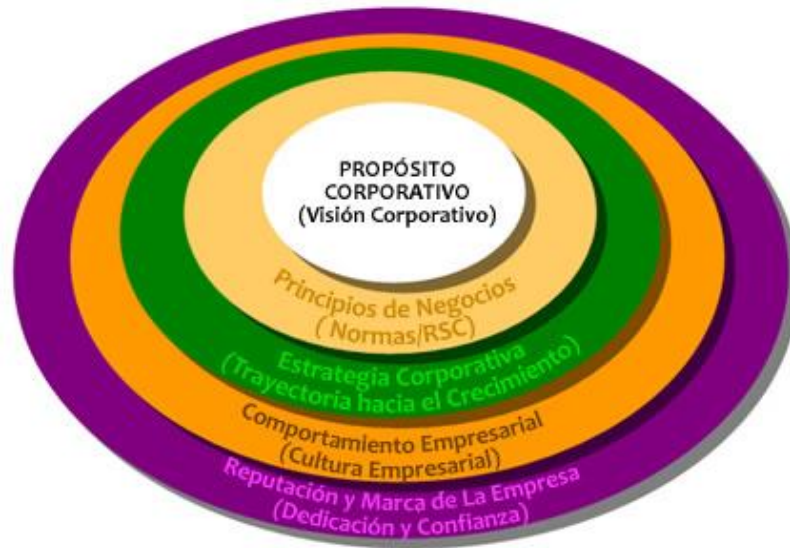 PROPÓSITO
CORPORATIVO
(Visión Corporativo)
Principios de Negocios
( Normas/RSC)
Estrategia Corporativa
(Trayectoria hacia el Crecimiento)
Comportamiento Empresarial
(Cultura Empresarial)
Reputación y Marca de La Empresa
(Dedicación y Confianza)